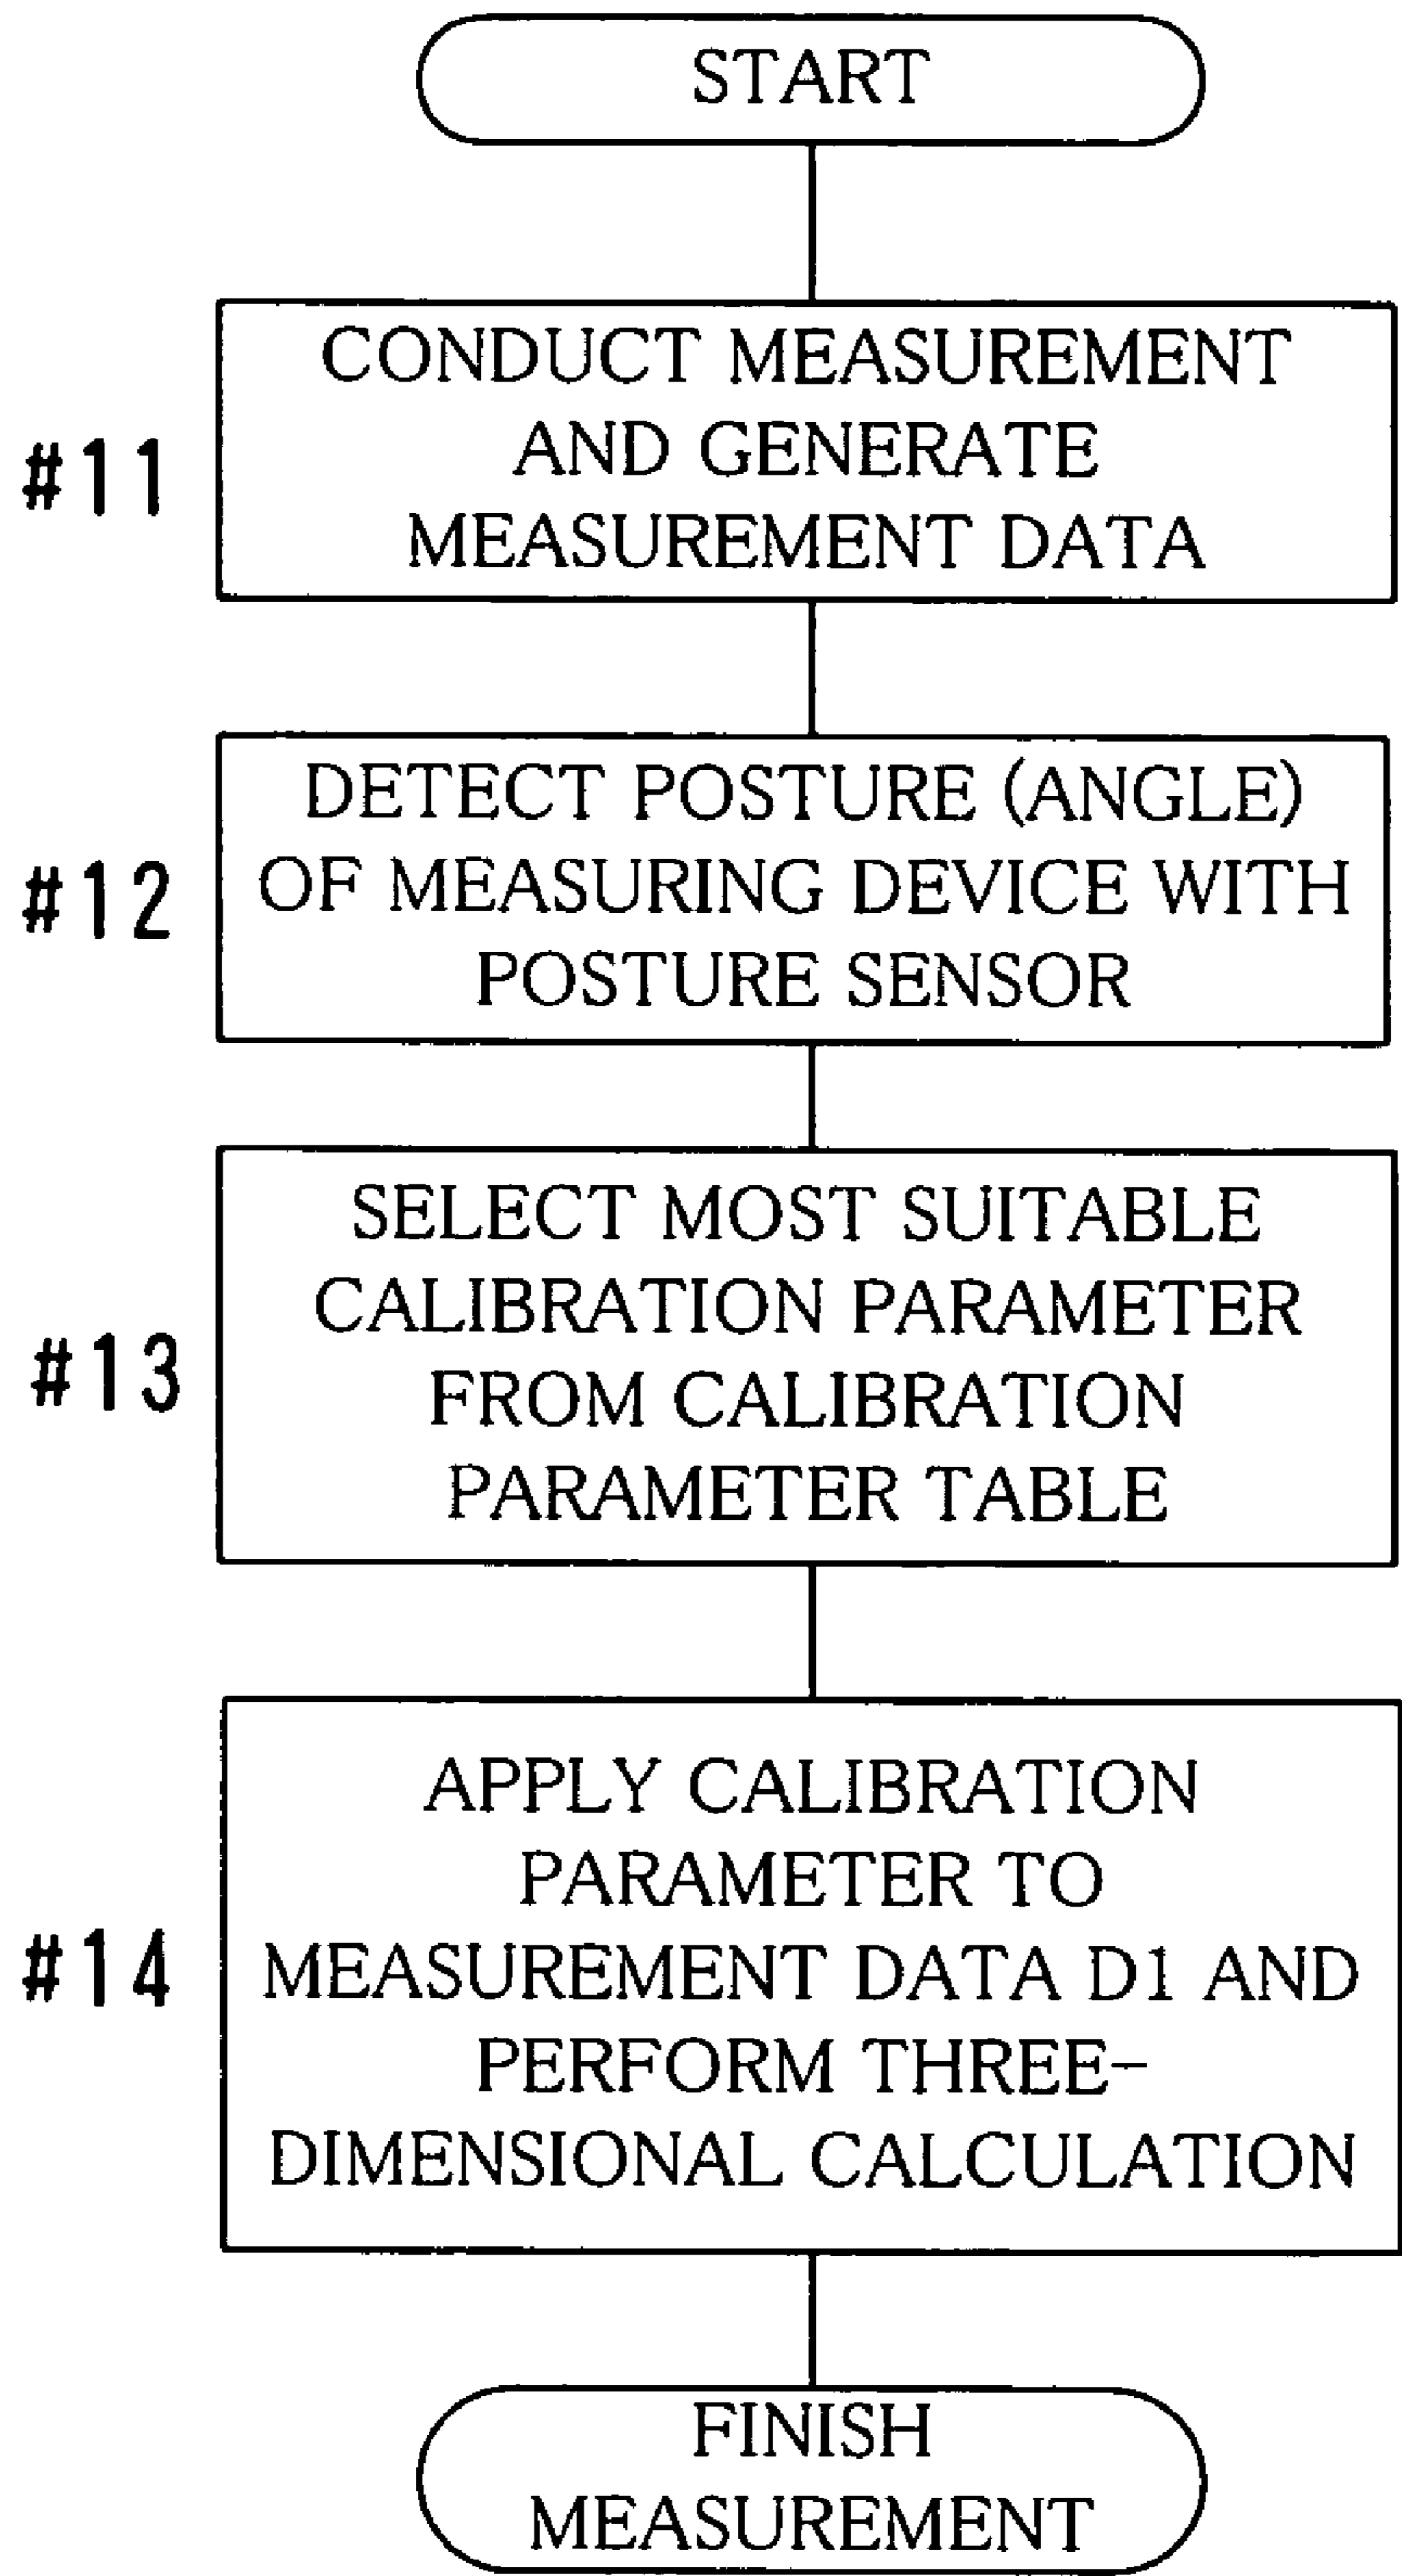 START
#11
CONDUCT MEASUREMENT
AND GENERATE
MEASUREMENT DATA
#12
DETECT POSTURE (ANGLE)
OF MEASURING DEVICE WITH
POSTURE SENSOR
#13
SELECT MOST SUITABLE
CALIBRATION PARAMETER
FROM CALIBRATION
PARAMETER TABLE
#14
APPLY CALIBRATION
PARAMETER TO
MEASUREMENT DATA D1 AND
PERFORM THREE-
DIMENSIONAL CALCULATION
FINISH
MEASUREMENT